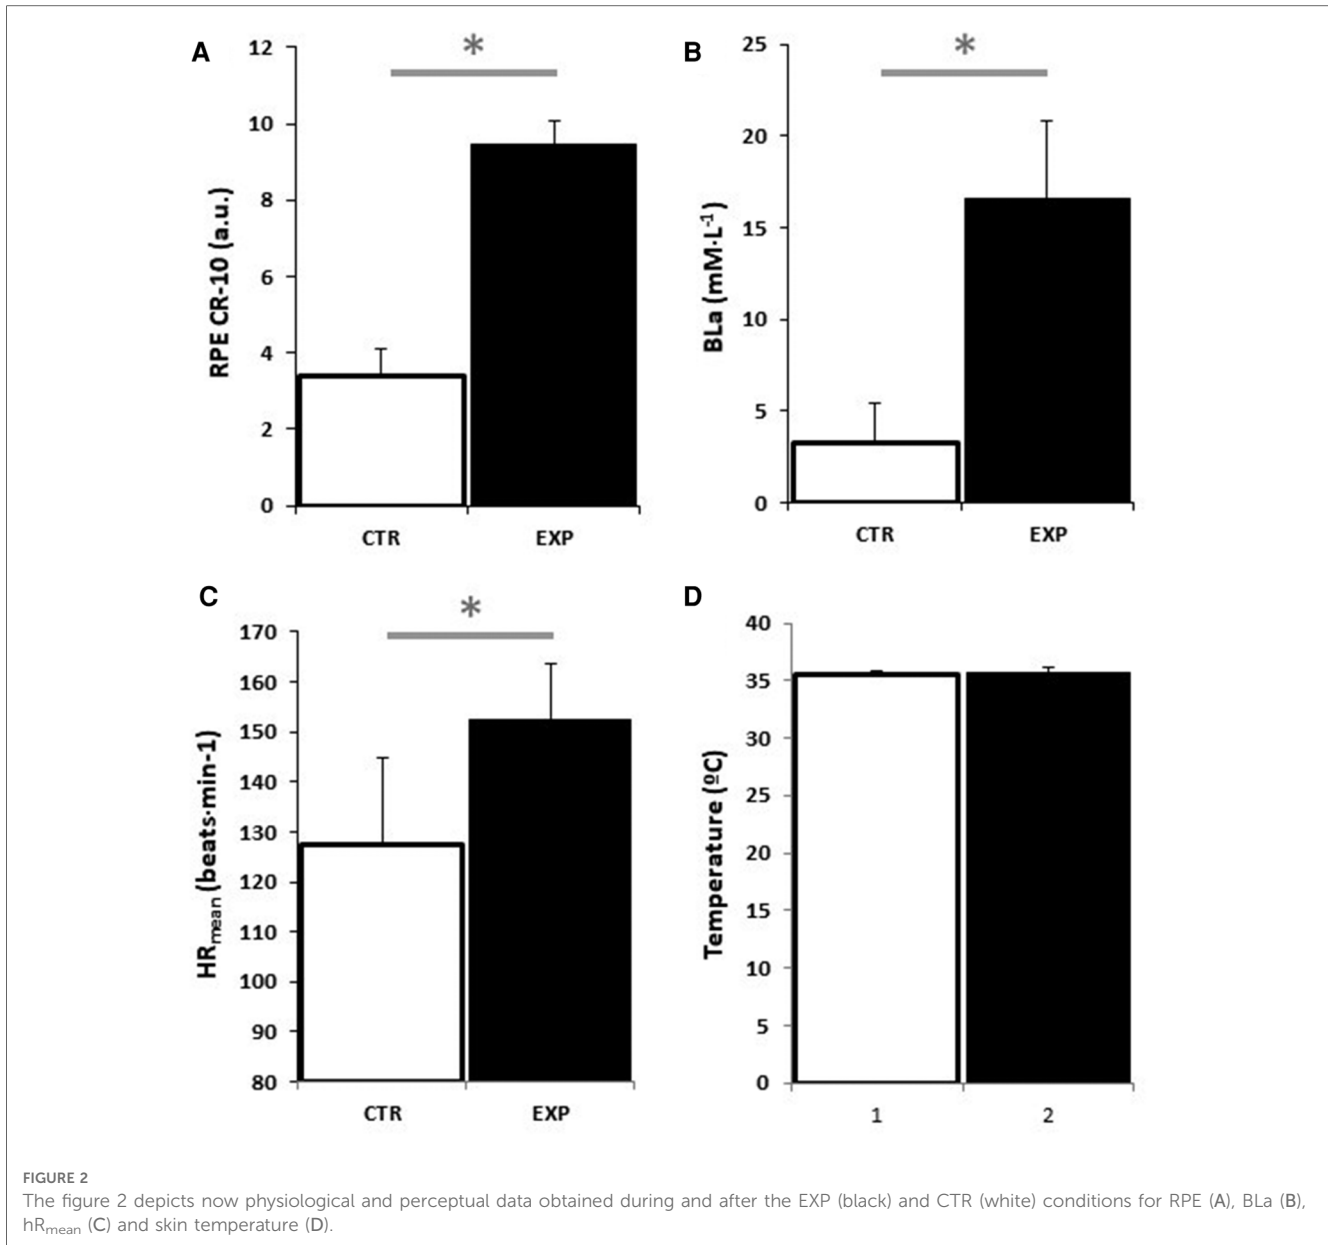 A
12
10
8
6
4
2
0
RPE CR-10 (a.u.)
*
CTR
EXP
B
25
20
15
10
5
0
BLa (mM·L-1)
*
CTR
EXP
C
170
160
150
140
130
120
110
100
90
80
HRmean (beats·min-1)
*
CTR
EXP
D
40
35
30
25
20
15
10
5
0
Temperature (ºC)
1
2
FIGURE 2
The figure 2 depicts now physiological and perceptual data obtained during and after the EXP (black) and CTR (white) conditions for RPE (A), BLa (B),
hRmean (C) and skin temperature (D).